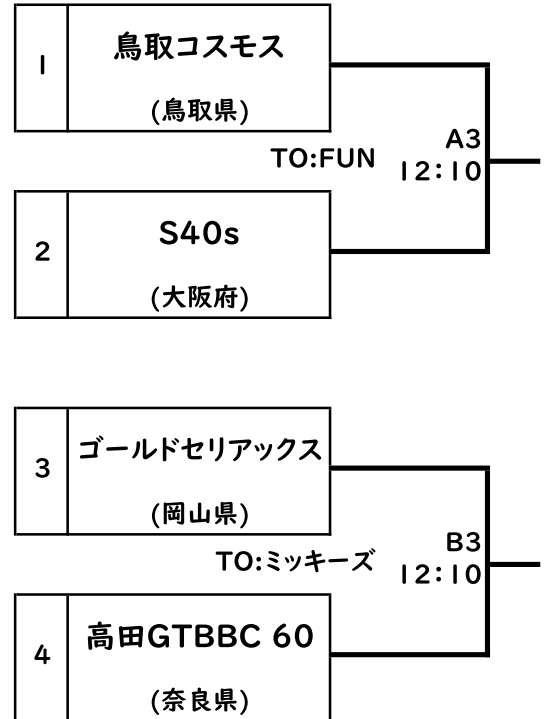 1
鳥取コスモス
(鳥取県)
TO:FUN
A3
12:10
2
S40s
(大阪府)
3
ゴールドセリアックス
(岡山県)
TO:ミッキーズ
B3
12:10
4
高田GTBBC 60
(奈良県)